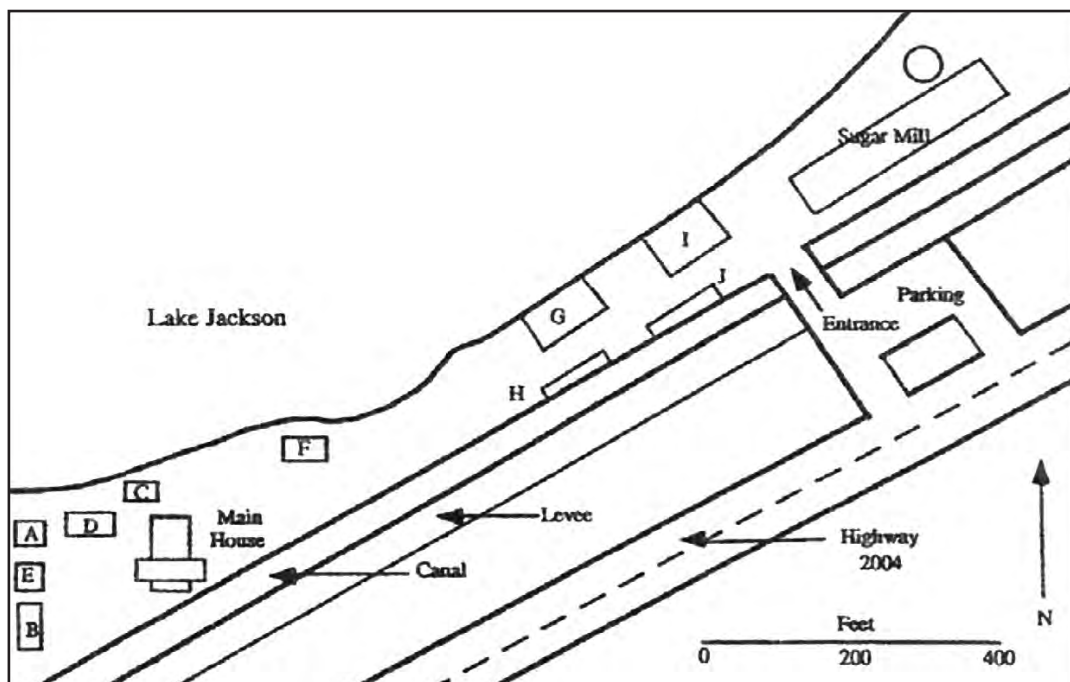 Sugar Mill
I
J
Lake Jackson
G
Parking
Entrance
H
F
C
D
A
Main
House
Levee
Highway
2004
E
Canal
B
Feet
0
200
400
N